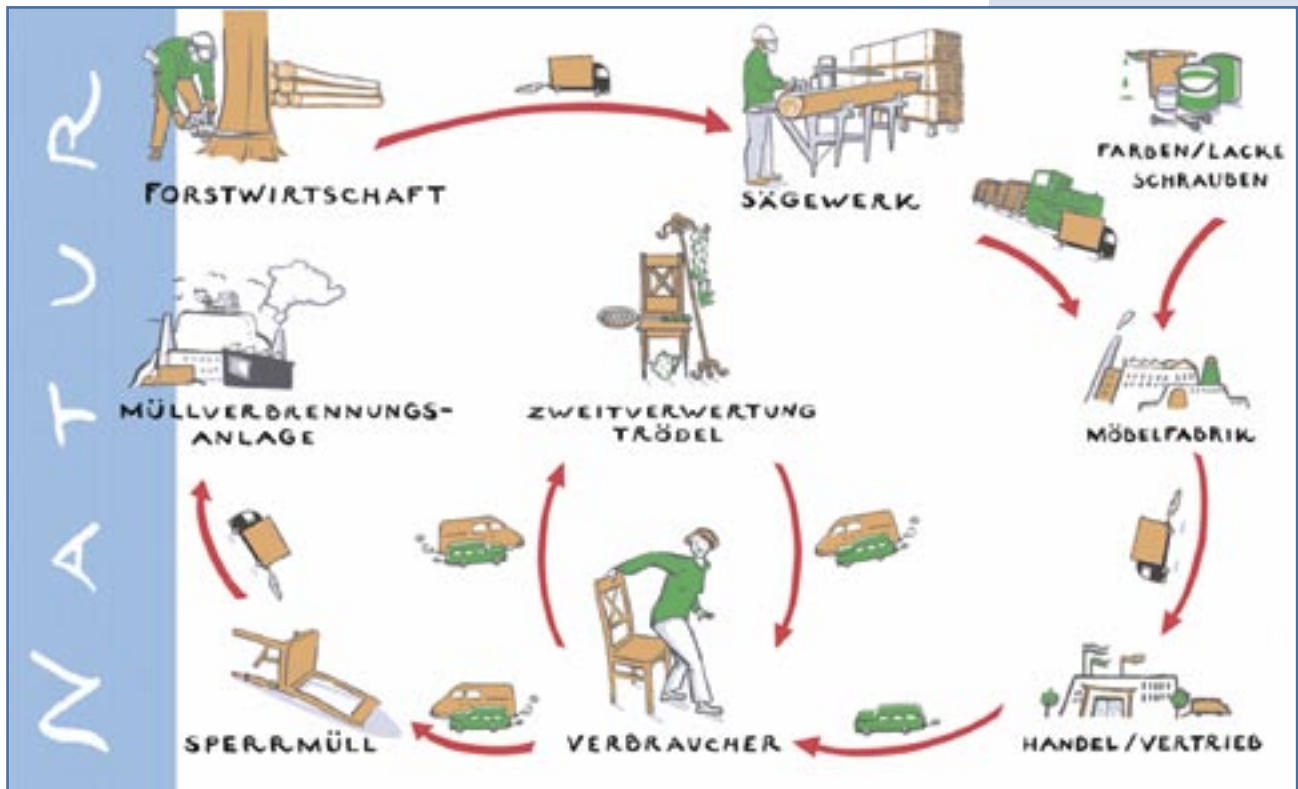 NATUR
FORSTWIRTSCHAFT
SÄGEWERK
FARBEN/LACKE
SCHRAUBEN
MÜLLVERBRENNUNGS-
ANLAGE
ZWEITVERWERTUNG
TRÖDEL
MÖBELFABRIK
SPERRMÜLL
VERBRAUCHER
HANDEL/VERTRIEB